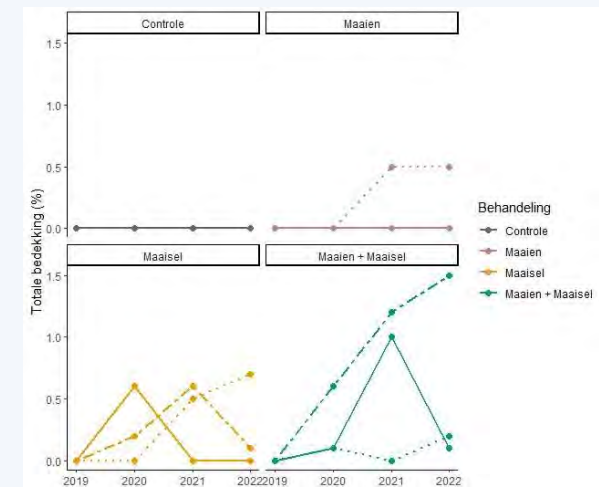 Controle
Maaien
1.5
1.0
0.5
0.0
Totale bedekking (%)
Maaisel
Maaien + Maaisel
1.5
1.0
0.5
0.0
2019 2020 2021 2022
2019 2020 2021 2022
Behandeling
Controle
Maaien
Maaisel
Maaien + Maaisel